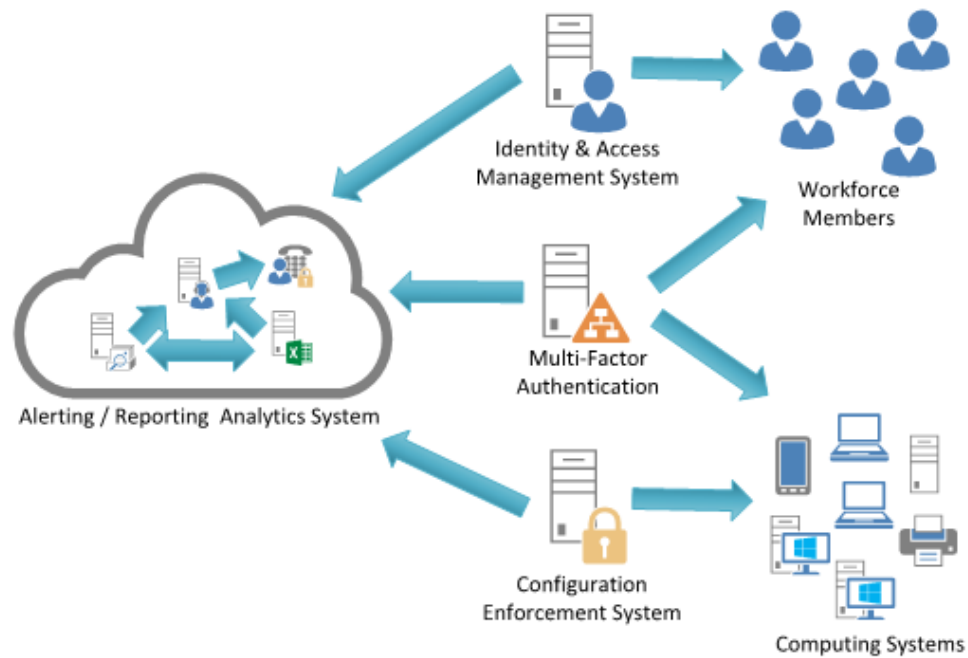 Identity & Access
Management System
Workforce
Members
Multi-Factor
Authentication
Alerting / Reporting Analytics System
Configuration
Enforcement System
Computing Systems